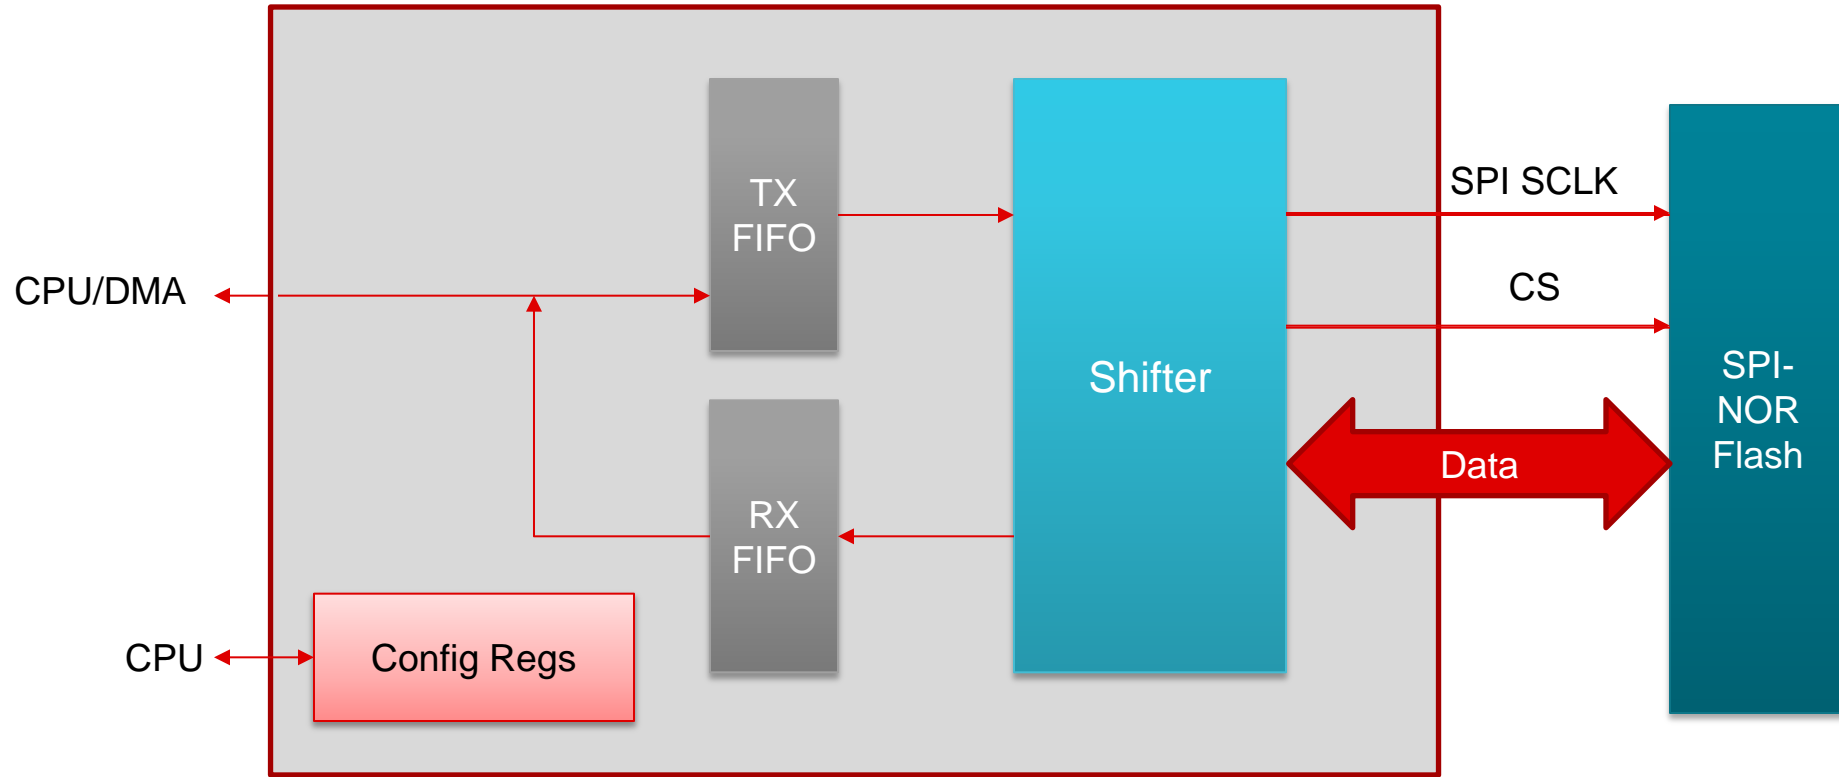 TX
FIFO
SPI SCLK
CPU/DMA
CS
Shifter
SPI-
NOR
Flash
Data
RX
FIFO
CPU
Config Regs